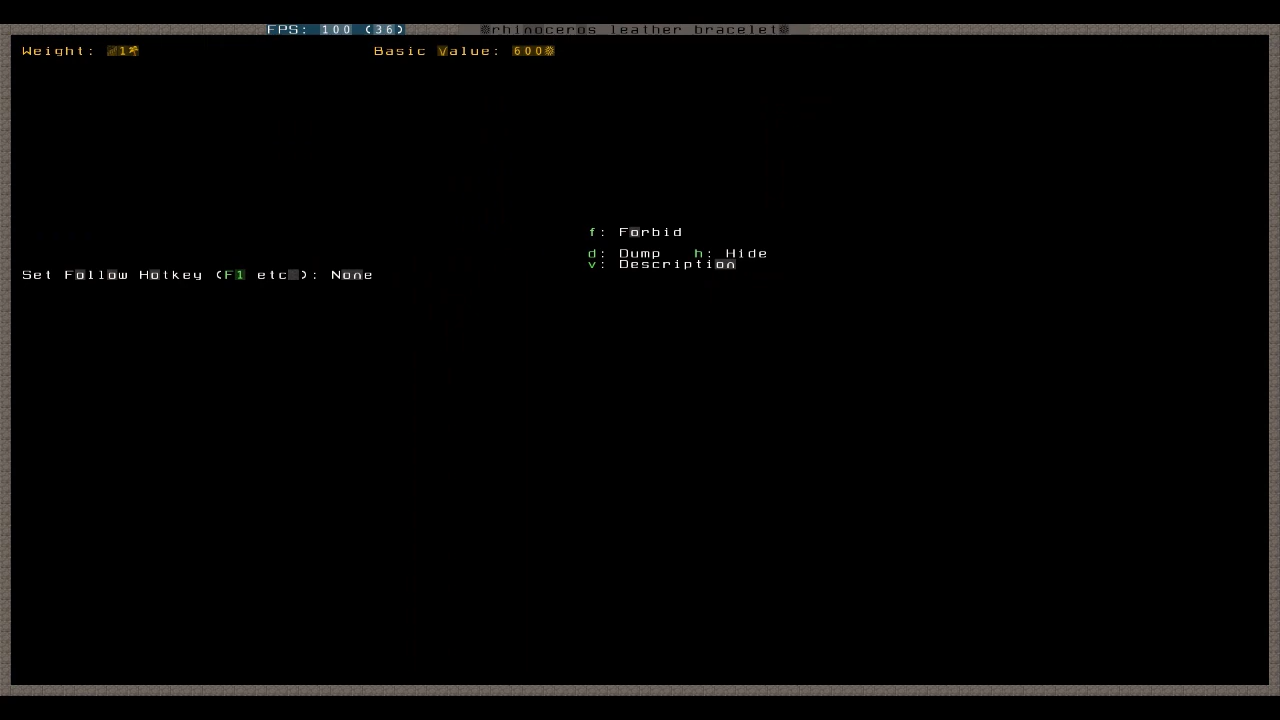 FPS: 100 (36) ☼rhinoceros leather bracelet☼
Weight: <1Γ Basic Value: 600☼
f: Forbid
d: Dump h: Hide
v: Description
Set Follow Hotkey (F1 etc.): None